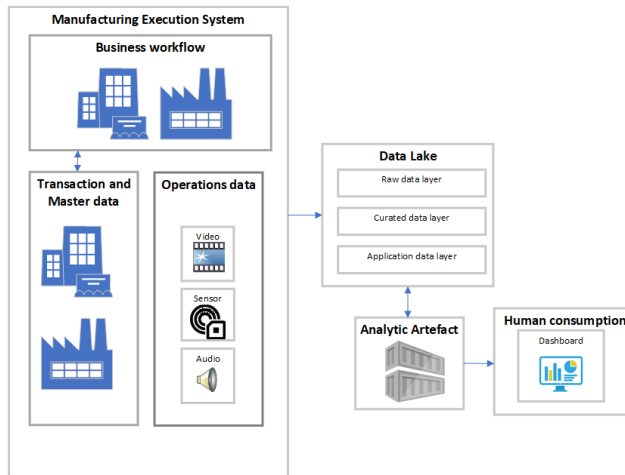 Manufacturing Execution System
Business workflow
Transaction and
Master data
Operations data
Video
Sensor
Audio
Data Lake
Raw data layer
Curated data layer
Application data layer
Analytic Artefact
Human consumption
Dashboard